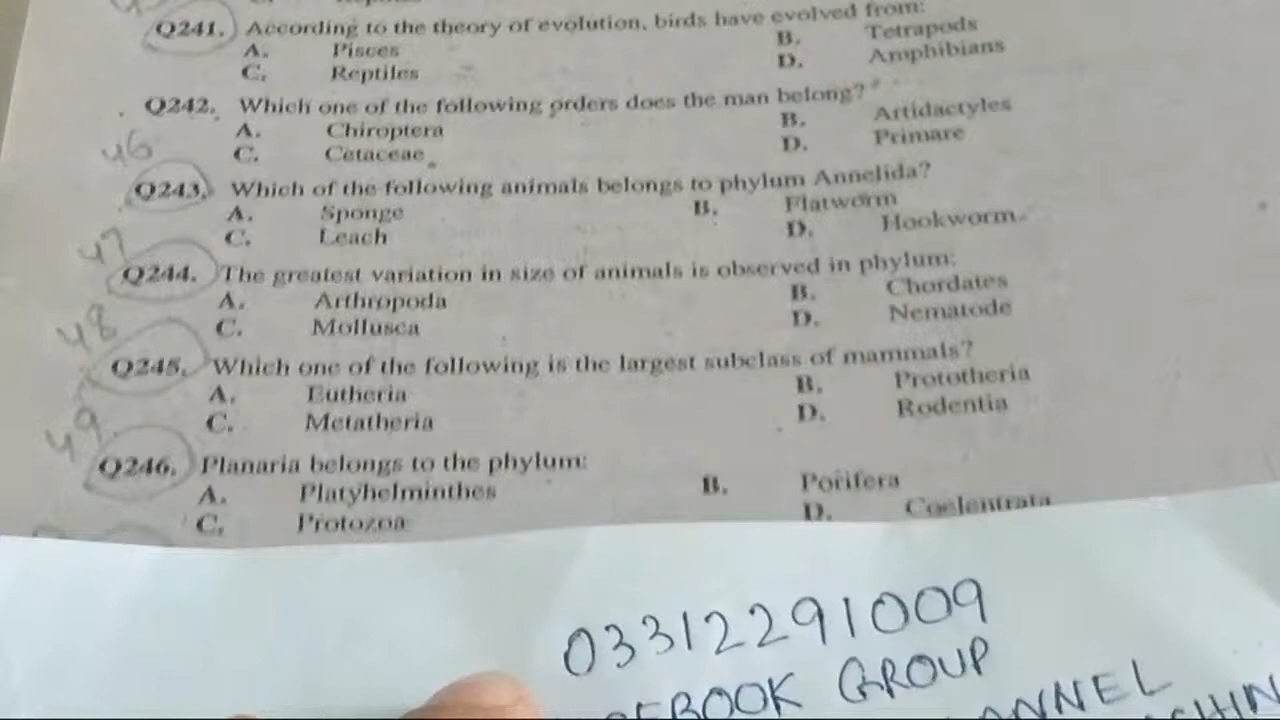 Q241. According to the theory of evolution, birds have evolved from:
A. Pisces B. Tetrapods
C. Reptiles D. Amphibians
Q242. Which one of the following orders does the man belong?
A. Chiroptera B. Artidactyles
C. Cetaceae D. Primare
46
Q243. Which of the following animals belongs to phylum Annelida?
A. Sponge B. Flatworm
C. Leach D. Hookworm
47
Q244. The greatest variation in size of animals is observed in phylum:
A. Arthropoda B. Chordates
C. Mollusca D. Nematode
48
Q245. Which one of the following is the largest subclass of mammals?
A. Eutheria B. Prototheria
C. Metatheria D. Rodentia
49
Q246. Planaria belongs to the phylum:
A. Platyhelminthes B. Porifera
C. Protozoa D. Coelentrata
03312291009
GROUP